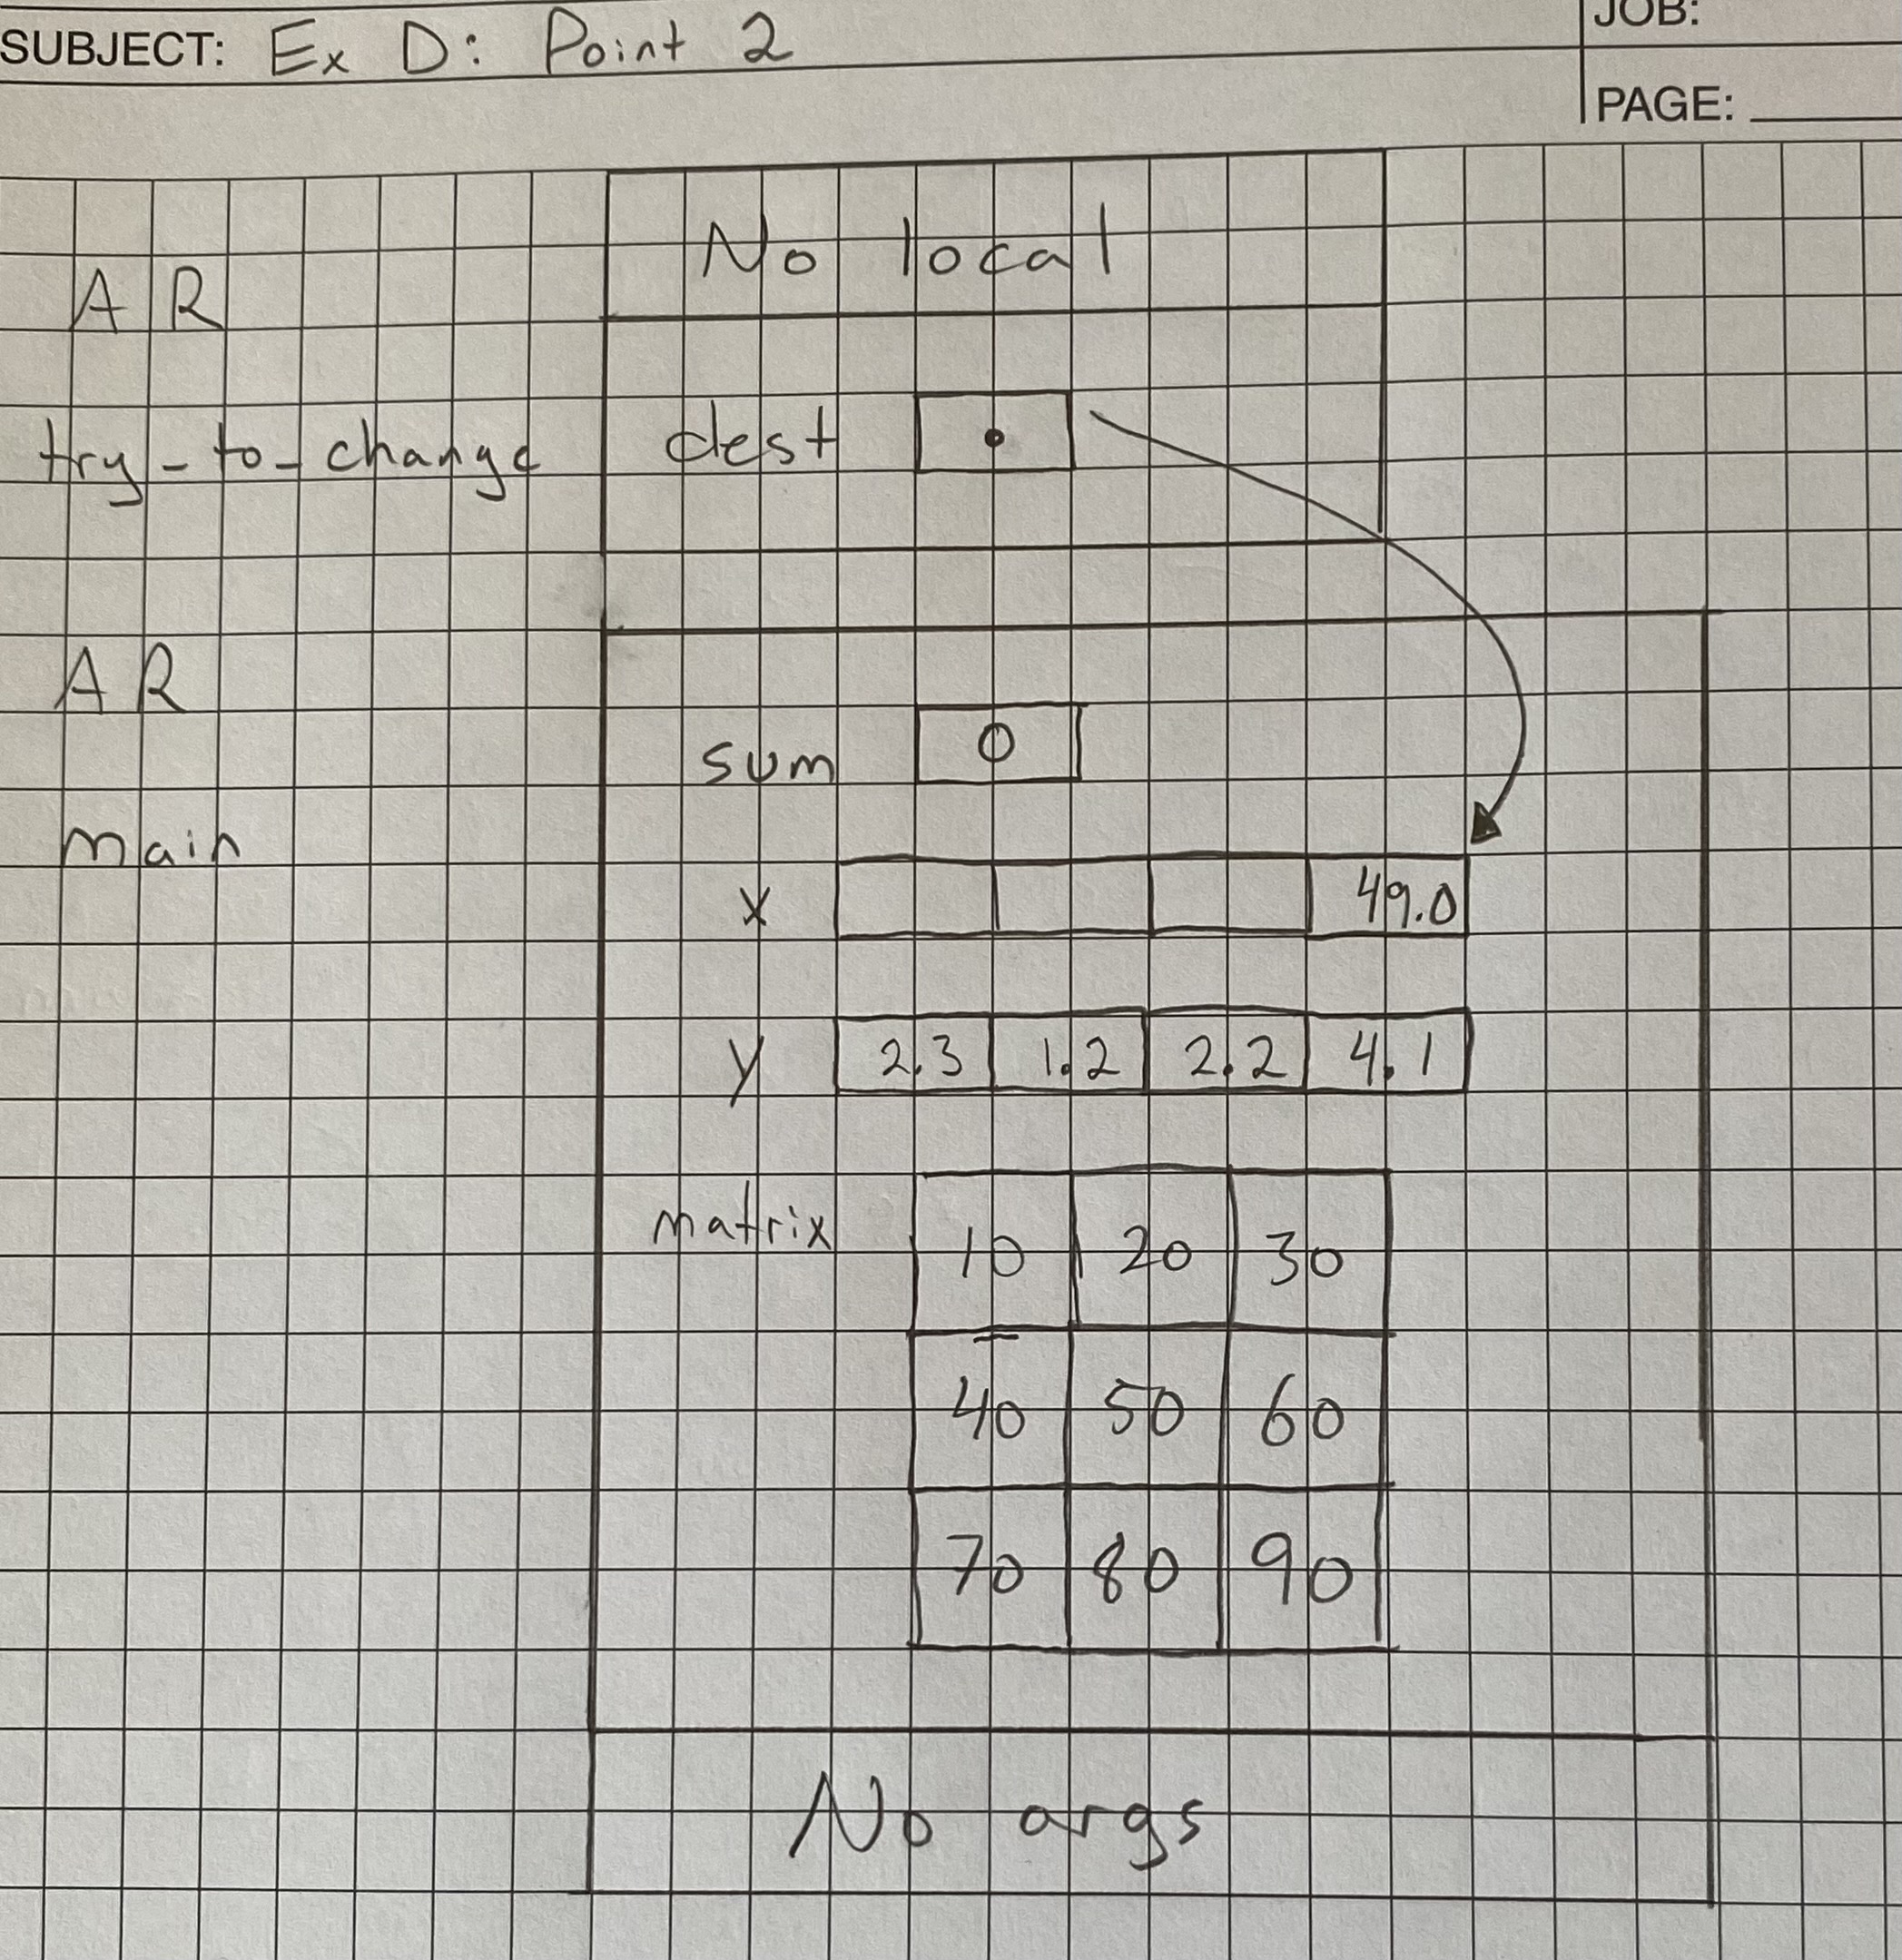 JOB:
SUBJECT: Ex D: Point 2
PAGE:
No local
AR
try-to-change
dest
AR
sum 0
main
x 49.0
y 2.3 1.2 2.2 4.1
matrix 10 20 30
40 50 60
70 80 90
No args